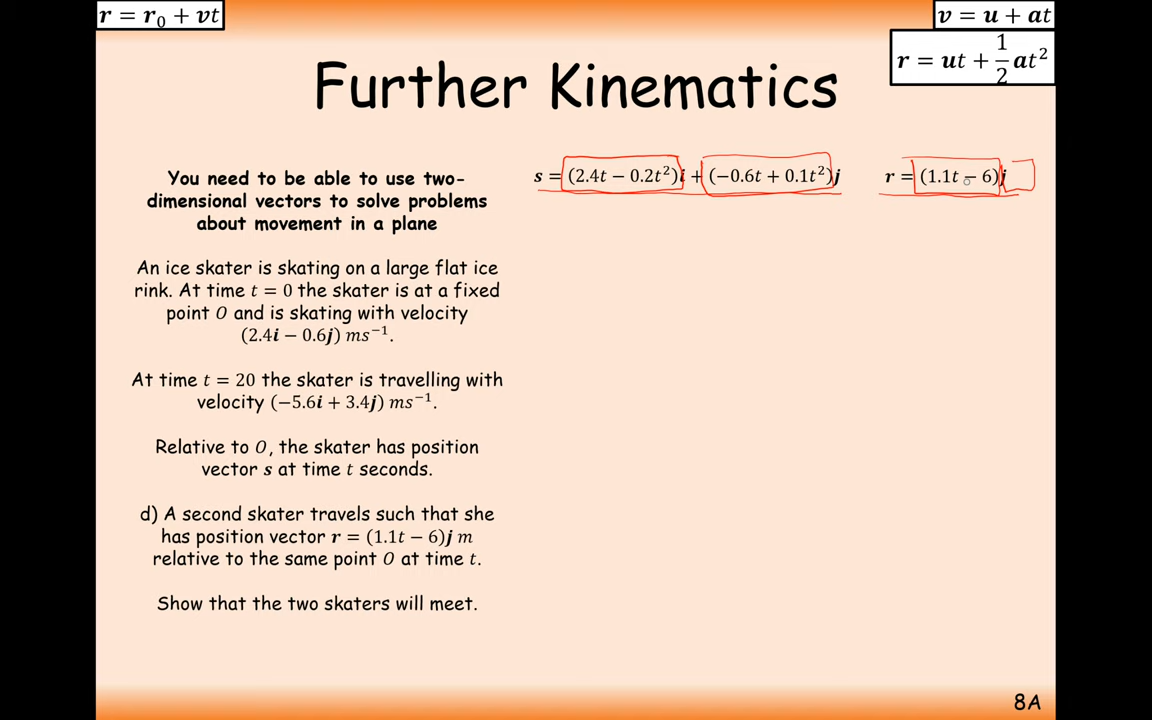 r = r₀ + vt
v = u + at
r = ut + 1/2 at²
Further Kinematics
s = (2.4t − 0.2t²)i + (−0.6t + 0.1t²)j
r = (1.1t − 6)j
You need to be able to use two-
dimensional vectors to solve problems
about movement in a plane
An ice skater is skating on a large flat ice
rink. At time t = 0 the skater is at a fixed
point O and is skating with velocity
(2.4i − 0.6j) ms⁻¹.
At time t = 20 the skater is travelling with
velocity (−5.6i + 3.4j) ms⁻¹.
Relative to O, the skater has position
vector s at time t seconds.
d) A second skater travels such that she
has position vector r = (1.1t − 6)j m
relative to the same point O at time t.
Show that the two skaters will meet.
8A